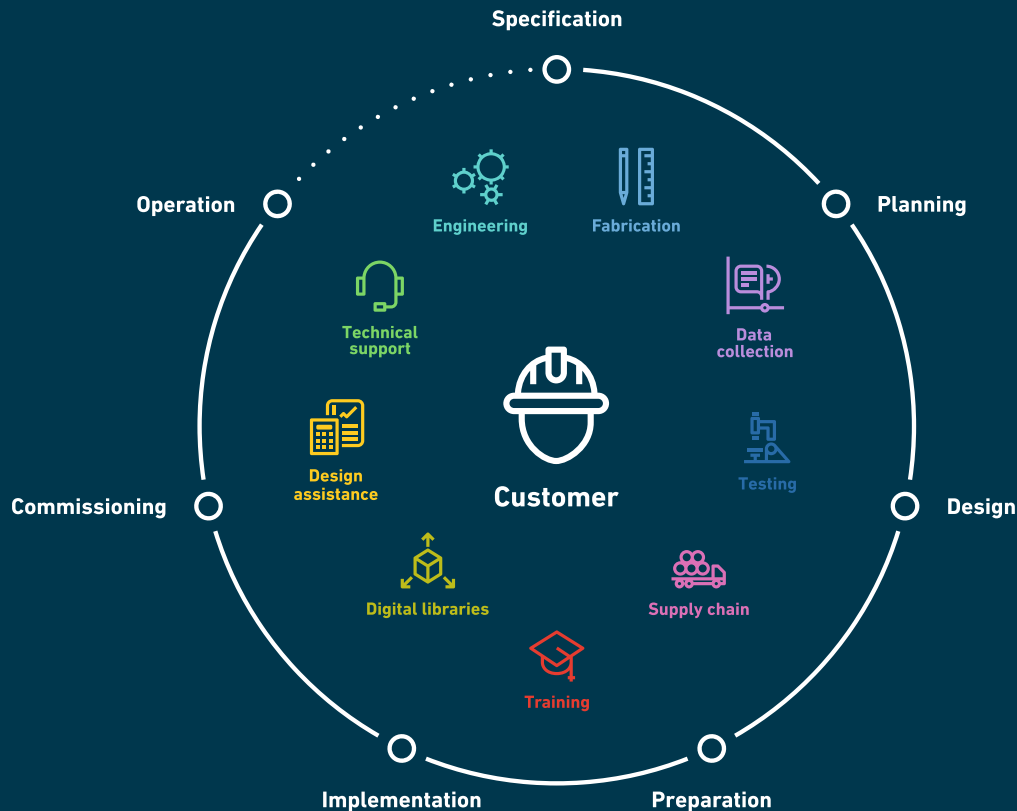 Specification
Operation
Planning
Engineering
Fabrication
Technical
support
Data
collection
Design
assistance
Customer
Testing
Commissioning
Design
Digital libraries
Supply chain
Training
Implementation
Preparation